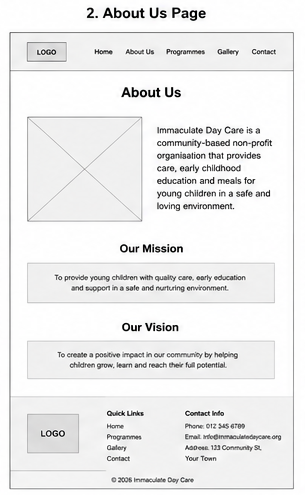 2. About Us Page
LOGO
Home About Us Programmes Gallery Contact
About Us
Immaculate Day Care is a
community-based non-profit
organisation that provides
care, early childhood
education and meals for
young children in a safe and
loving environment.
Our Mission
To provide young children with quality care, early education
and support in a safe and nurturing environment.
Our Vision
To create a positive impact in our community by helping
children grow, learn and reach their full potential.
LOGO
Quick Links
Home
Programmes
Gallery
Contact
Contact Info
Phone: 012 345 6789
Email: info@immaculatedaycare.org
Address: 123 Community St,
Your Town
© 2026 Immaculate Day Care